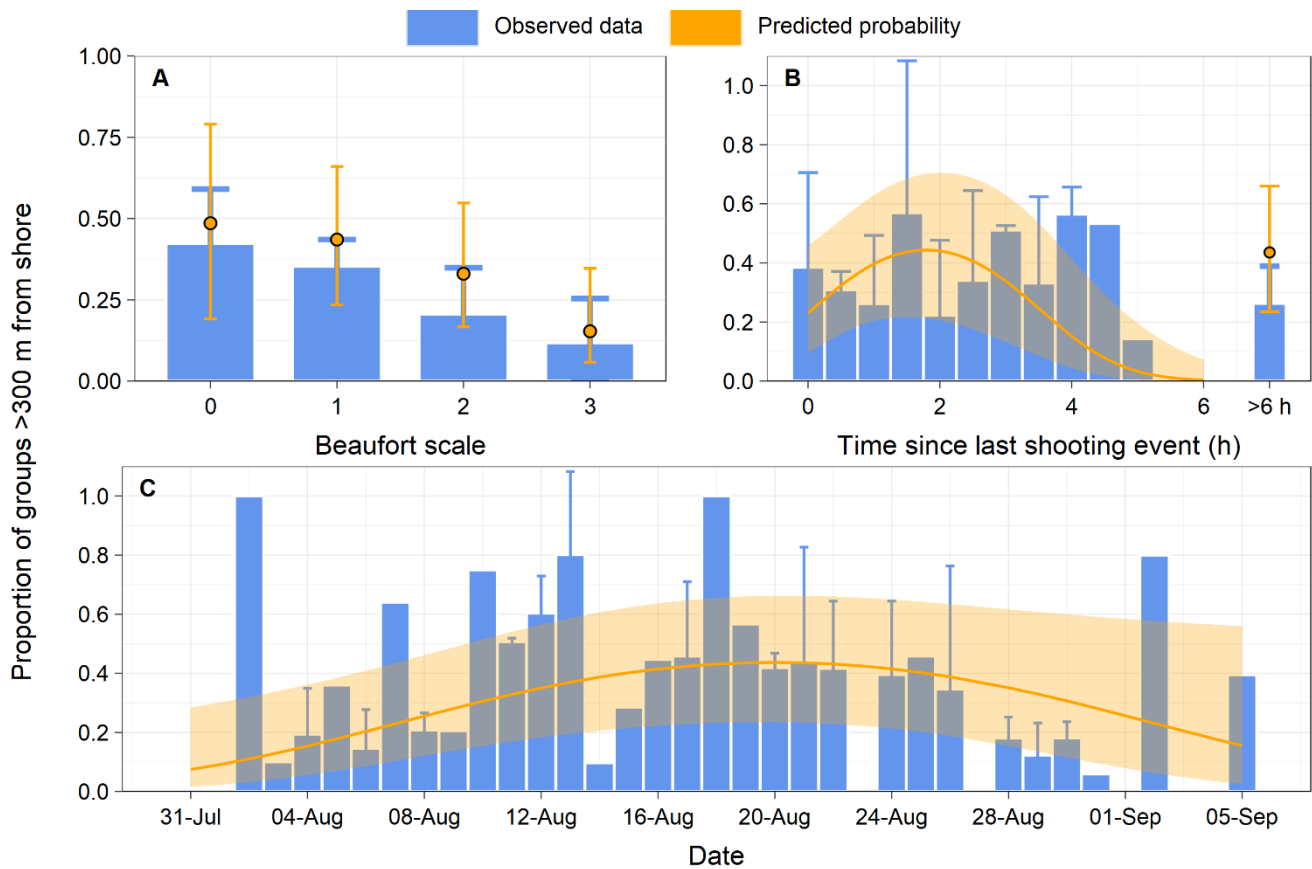 Observed data Predicted probability
Proportion of groups >300 m from shore
A
1.00
0.75
0.50
0.25
0.00
0 1 2 3
Beaufort scale
B
1.0
0.8
0.6
0.4
0.2
0.0
0 2 4 6 >6 h
Time since last shooting event (h)
C
1.0
0.8
0.6
0.4
0.2
0.0
31-Jul 04-Aug 08-Aug 12-Aug 16-Aug 20-Aug 24-Aug 28-Aug 01-Sep 05-Sep
Date